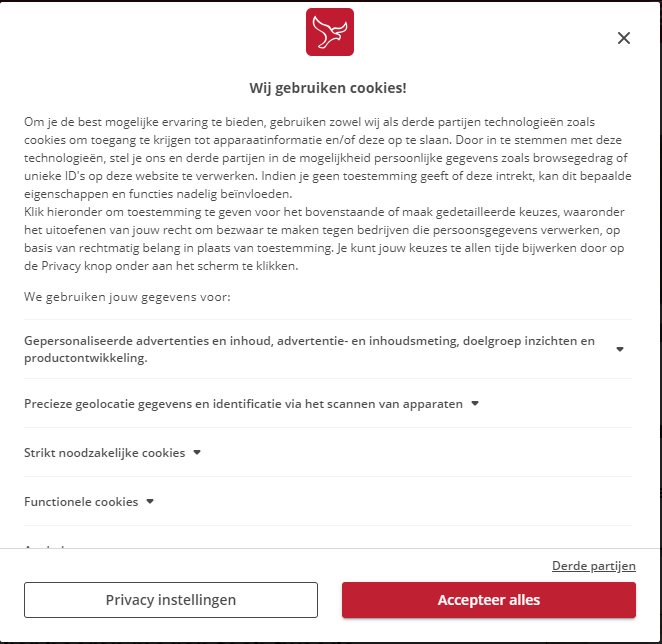 Wij gebruiken cookies!
Om je de best mogelijke ervaring te bieden, gebruiken zowel wij als derde partijen technologieën zoals
cookies om toegang te krijgen tot apparaatinformatie en/of deze op te slaan. Door in te stemmen met deze
technologieën, stel je ons en derde partijen in de mogelijkheid persoonlijke gegevens zoals browsegedrag of
unieke ID's op deze website te verwerken. Indien je geen toestemming geeft of deze intrekt, kan dit bepaalde
eigenschappen en functies nadelig beïnvloeden.
Klik hieronder om toestemming te geven voor het bovenstaande of maak gedetailleerde keuzes, waaronder
het uitoefenen van jouw recht om bezwaar te maken tegen bedrijven die persoonsgegevens verwerken, op
basis van rechtmatig belang in plaats van toestemming. Je kunt jouw keuzes te allen tijde bijwerken door op
de Privacy knop onder aan het scherm te klikken.
We gebruiken jouw gegevens voor:
Gepersonaliseerde advertenties en inhoud, advertentie- en inhoudsmeting, doelgroep inzichten en
productontwikkeling.
Precieze geolocatie gegevens en identificatie via het scannen van apparaten
Strikt noodzakelijke cookies
Functionele cookies
Derde partijen
Privacy instellingen
Accepteer alles